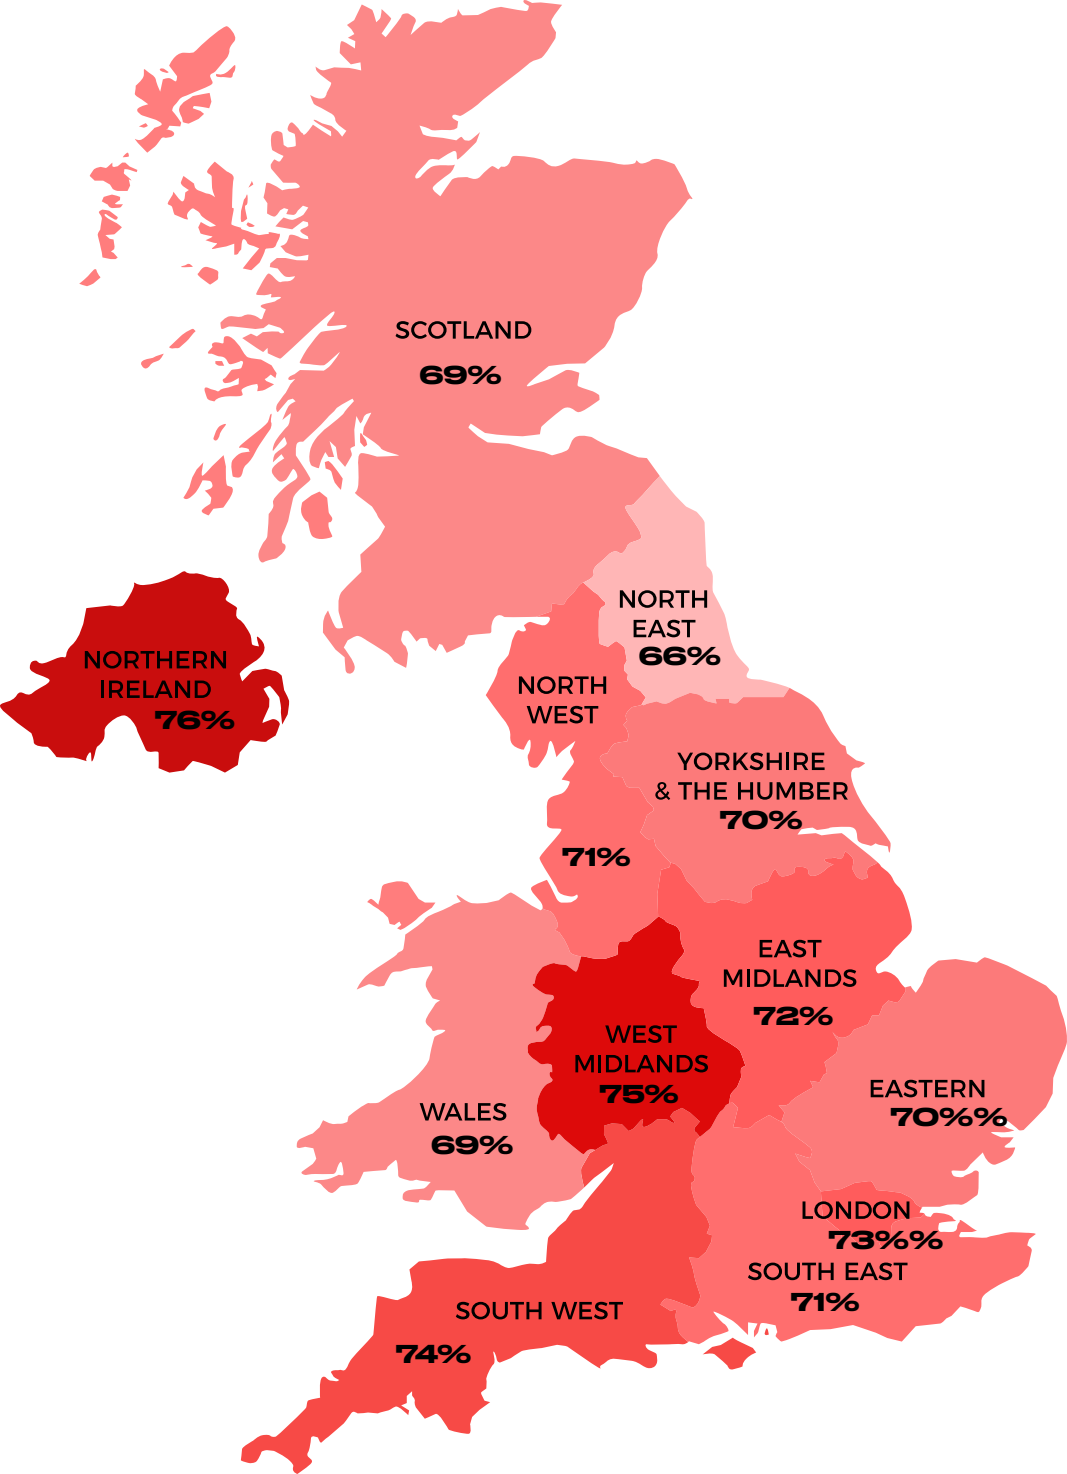 SCOTLAND
69%
NORTH
EAST
66%
NORTHERN
IRELAND
76%
NORTH
WEST
71%
YORKSHIRE
& THE HUMBER
70%
EAST
MIDLANDS
72%
WEST
MIDLANDS
75%
WALES
69%
EASTERN
70%%
LONDON
73%%
SOUTH EAST
71%
SOUTH WEST
74%